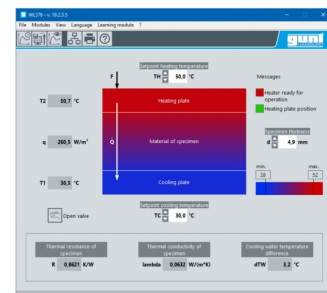 WL376 - v. 18.2.3.5
File Modules View Language Learning module ?
gunt
Setpoint heating temperature
F TH 50,0 °C
Messages
T2 50,7 °C
Heating plate
Heater ready for operation
Heating plate position
q 260,5 W/m²
Q
Material of specimen
Specimen thickness
d 4,9 mm
min. max.
28 52
T1 30,5 °C
Cooling plate
Setpoint cooling temperature
TC 30,0 °C
Open valve
Thermal resistance of specimen
R 0,0621 K/W
Thermal conductivity of specimen
lambda 0,0632 W/(m*K)
Cooling water temperature difference
dTW 3,2 °C